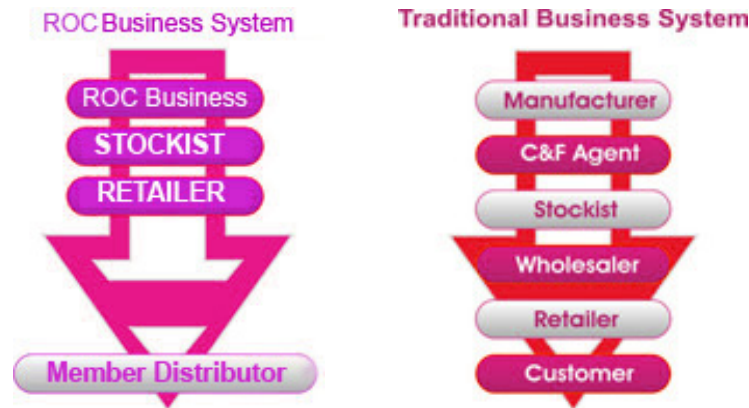 ROC Business System
ROC Business
STOCKIST
RETAILER
Member Distributor
Traditional Business System
Manufacturer
C&F Agent
Stockist
Wholesaler
Retailer
Customer